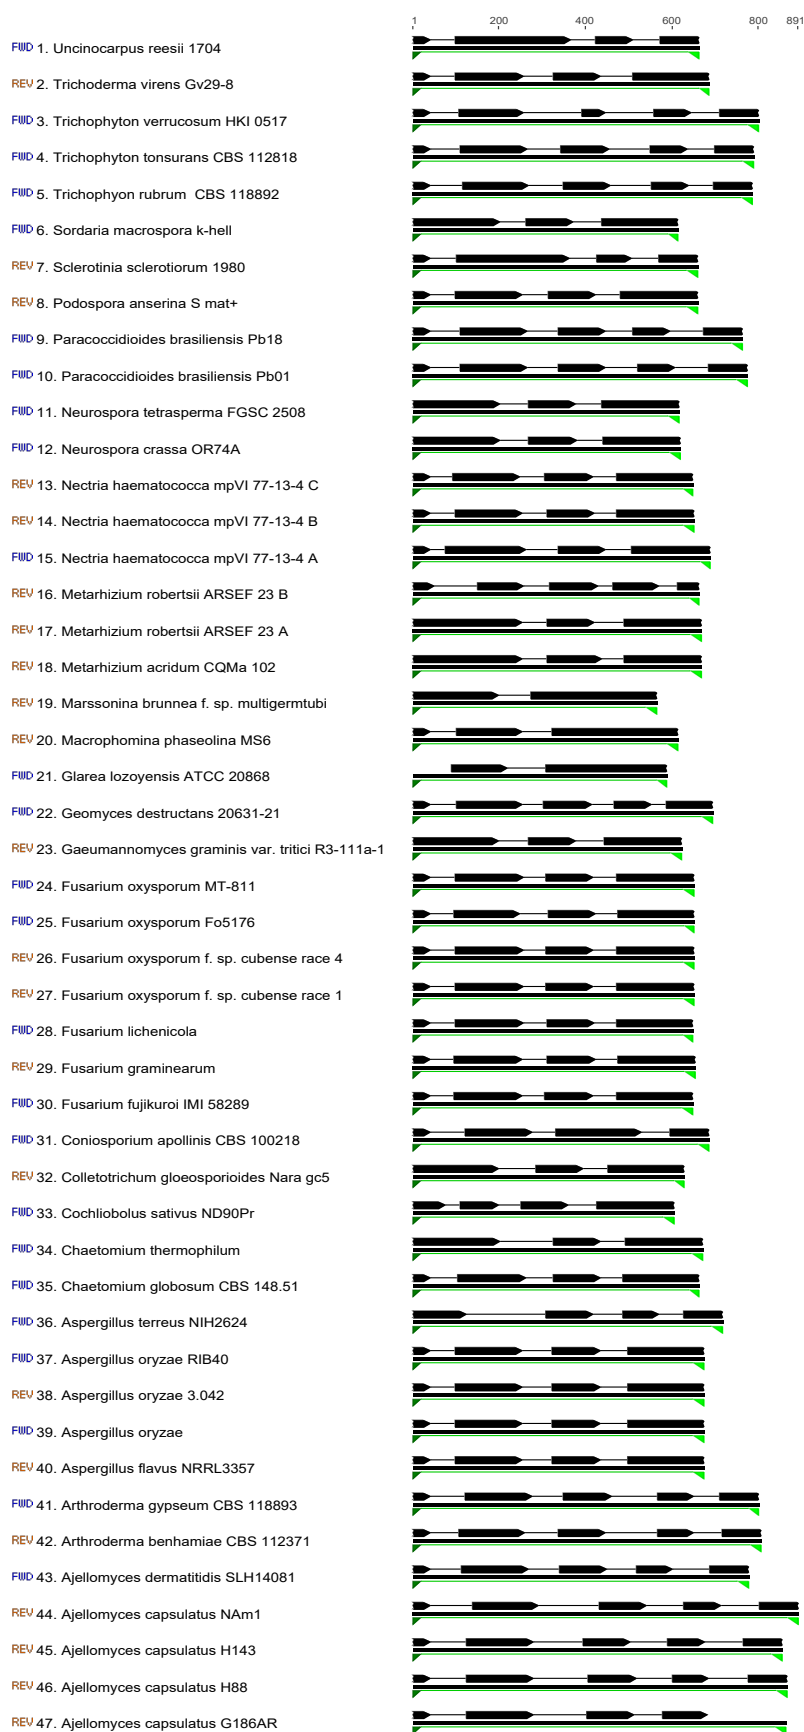 1 200 400 600 800 891
FWD 1. Uncinocarpus reesii 1704
REV 2. Trichoderma virens Gv29-8
FWD 3. Trichophyton verrucosum HKI 0517
FWD 4. Trichophyton tonsurans CBS 112818
FWD 5. Trichophyon rubrum CBS 118892
FWD 6. Sordaria macrospora k-hell
REV 7. Sclerotinia sclerotiorum 1980
REV 8. Podospora anserina S mat+
FWD 9. Paracoccidioides brasiliensis Pb18
FWD 10. Paracoccidioides brasiliensis Pb01
FWD 11. Neurospora tetrasperma FGSC 2508
FWD 12. Neurospora crassa OR74A
REV 13. Nectria haematococca mpVI 77-13-4 C
REV 14. Nectria haematococca mpVI 77-13-4 B
FWD 15. Nectria haematococca mpVI 77-13-4 A
REV 16. Metarhizium robertsii ARSEF 23 B
REV 17. Metarhizium robertsii ARSEF 23 A
REV 18. Metarhizium acridum CQMa 102
REV 19. Marssonina brunnea f. sp. multigermtubi
REV 20. Macrophomina phaseolina MS6
FWD 21. Glarea lozoyensis ATCC 20868
FWD 22. Geomyces destructans 20631-21
REV 23. Gaeumannomyces graminis var. tritici R3-111a-1
FWD 24. Fusarium oxysporum MT-811
FWD 25. Fusarium oxysporum Fo5176
REV 26. Fusarium oxysporum f. sp. cubense race 4
REV 27. Fusarium oxysporum f. sp. cubense race 1
FWD 28. Fusarium lichenicola
REV 29. Fusarium graminearum
FWD 30. Fusarium fujikuroi IMI 58289
FWD 31. Coniosporium apollinis CBS 100218
REV 32. Colletotrichum gloeosporioides Nara gc5
FWD 33. Cochliobolus sativus ND90Pr
FWD 34. Chaetomium thermophilum
FWD 35. Chaetomium globosum CBS 148.51
FWD 36. Aspergillus terreus NIH2624
FWD 37. Aspergillus oryzae RIB40
REV 38. Aspergillus oryzae 3.042
FWD 39. Aspergillus oryzae
REV 40. Aspergillus flavus NRRL3357
FWD 41. Arthroderma gypseum CBS 118893
REV 42. Arthroderma benhamiae CBS 112371
FWD 43. Ajellomyces dermatitidis SLH14081
REV 44. Ajellomyces capsulatus NAm1
REV 45. Ajellomyces capsulatus H143
REV 46. Ajellomyces capsulatus H88
REV 47. Ajellomyces capsulatus G186AR